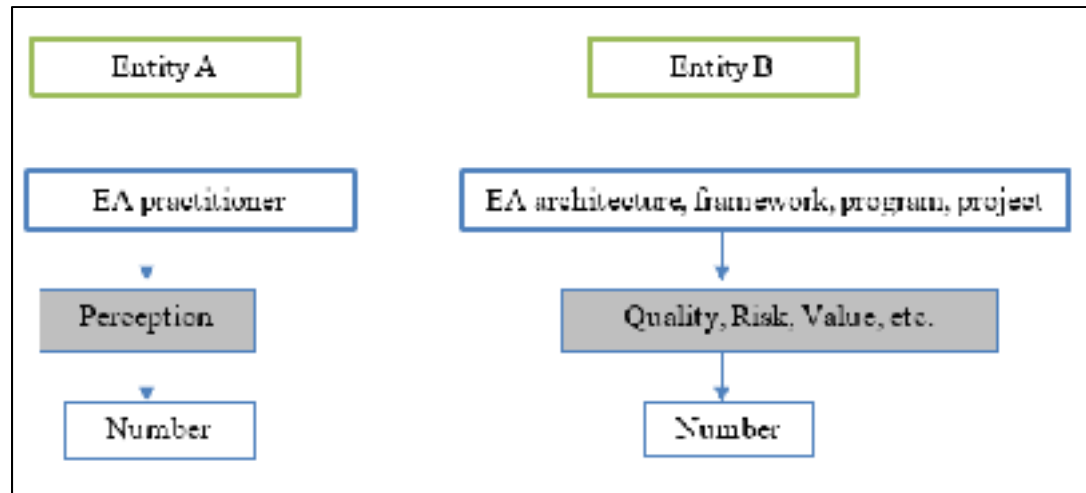 Entity A
Entity B
EA practitioner
EA architecture, framework, program, project
Perception
Quality, Risk, Value, etc.
Number
Number